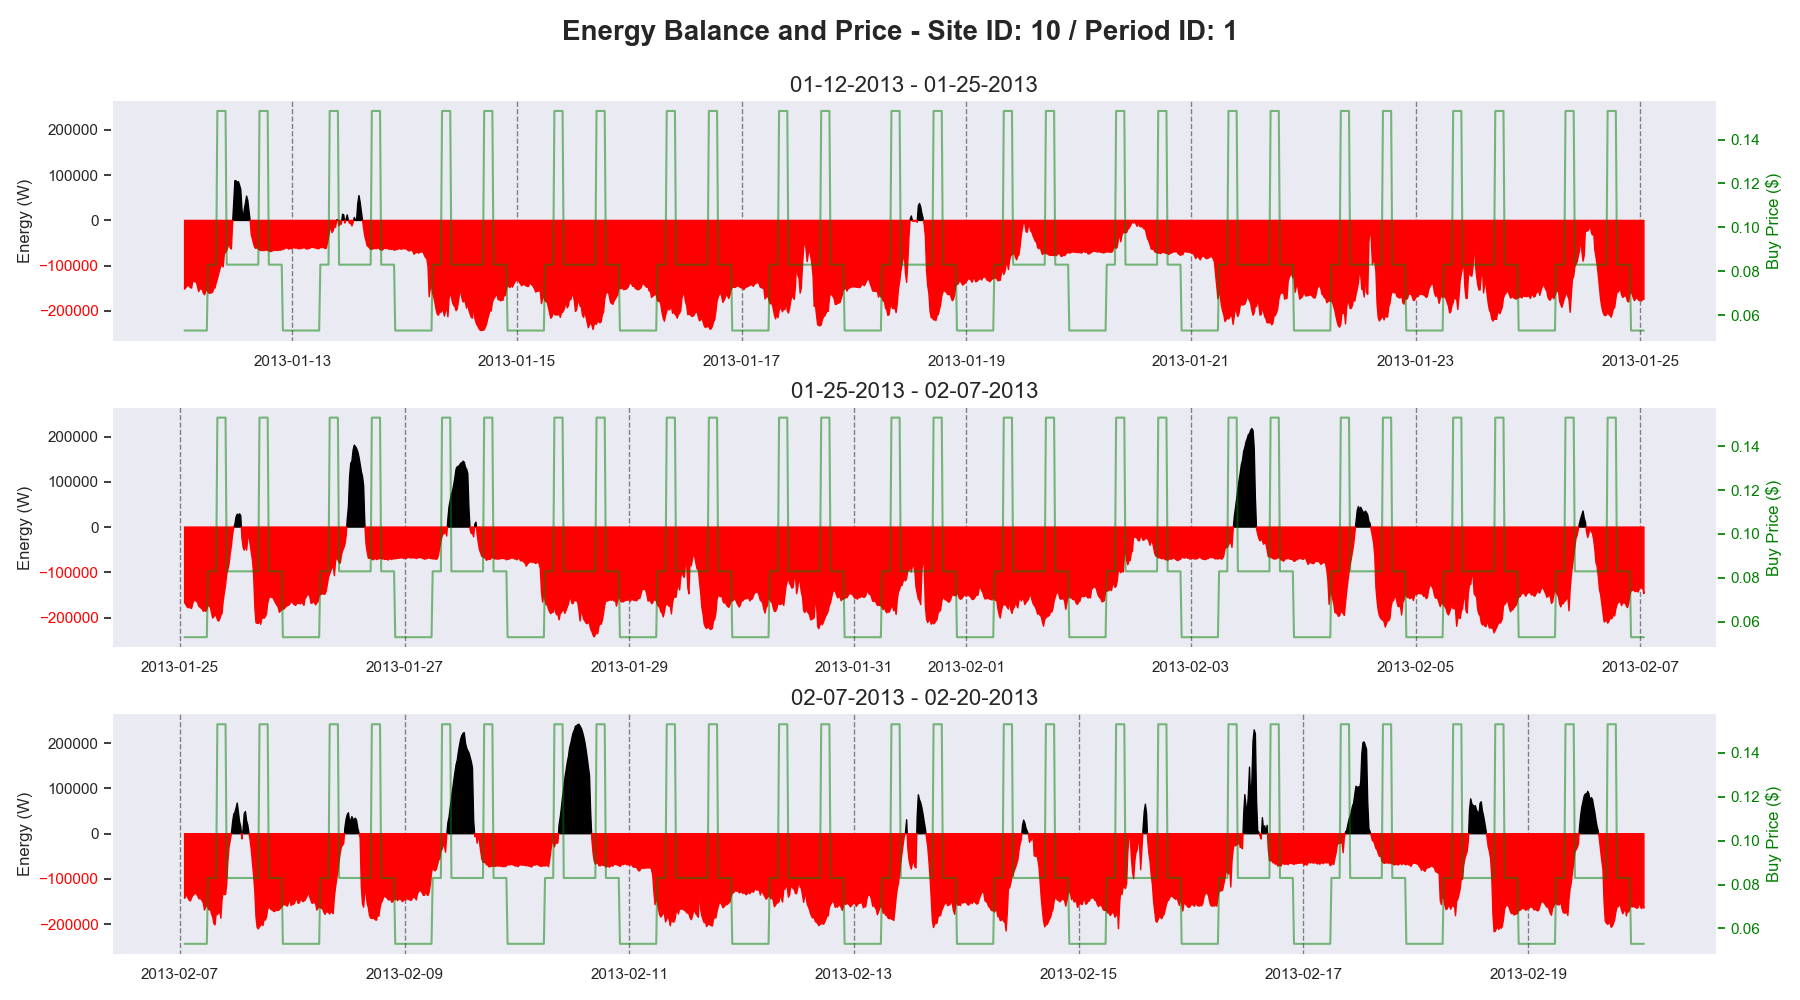 Energy Balance and Price - Site ID: 10 / Period ID: 1
01-12-2013 - 01-25-2013
Energy (W)
200000
100000
0
−100000
−200000
0.14
0.12
0.10
0.08
0.06
Buy Price ($)
2013-01-13 2013-01-15 2013-01-17 2013-01-19 2013-01-21 2013-01-23 2013-01-25
01-25-2013 - 02-07-2013
Energy (W)
200000
100000
0
−100000
−200000
0.14
0.12
0.10
0.08
0.06
Buy Price ($)
2013-01-25 2013-01-27 2013-01-29 2013-01-31 2013-02-01 2013-02-03 2013-02-05 2013-02-07
02-07-2013 - 02-20-2013
Energy (W)
200000
100000
0
−100000
−200000
0.14
0.12
0.10
0.08
0.06
Buy Price ($)
2013-02-07 2013-02-09 2013-02-11 2013-02-13 2013-02-15 2013-02-17 2013-02-19